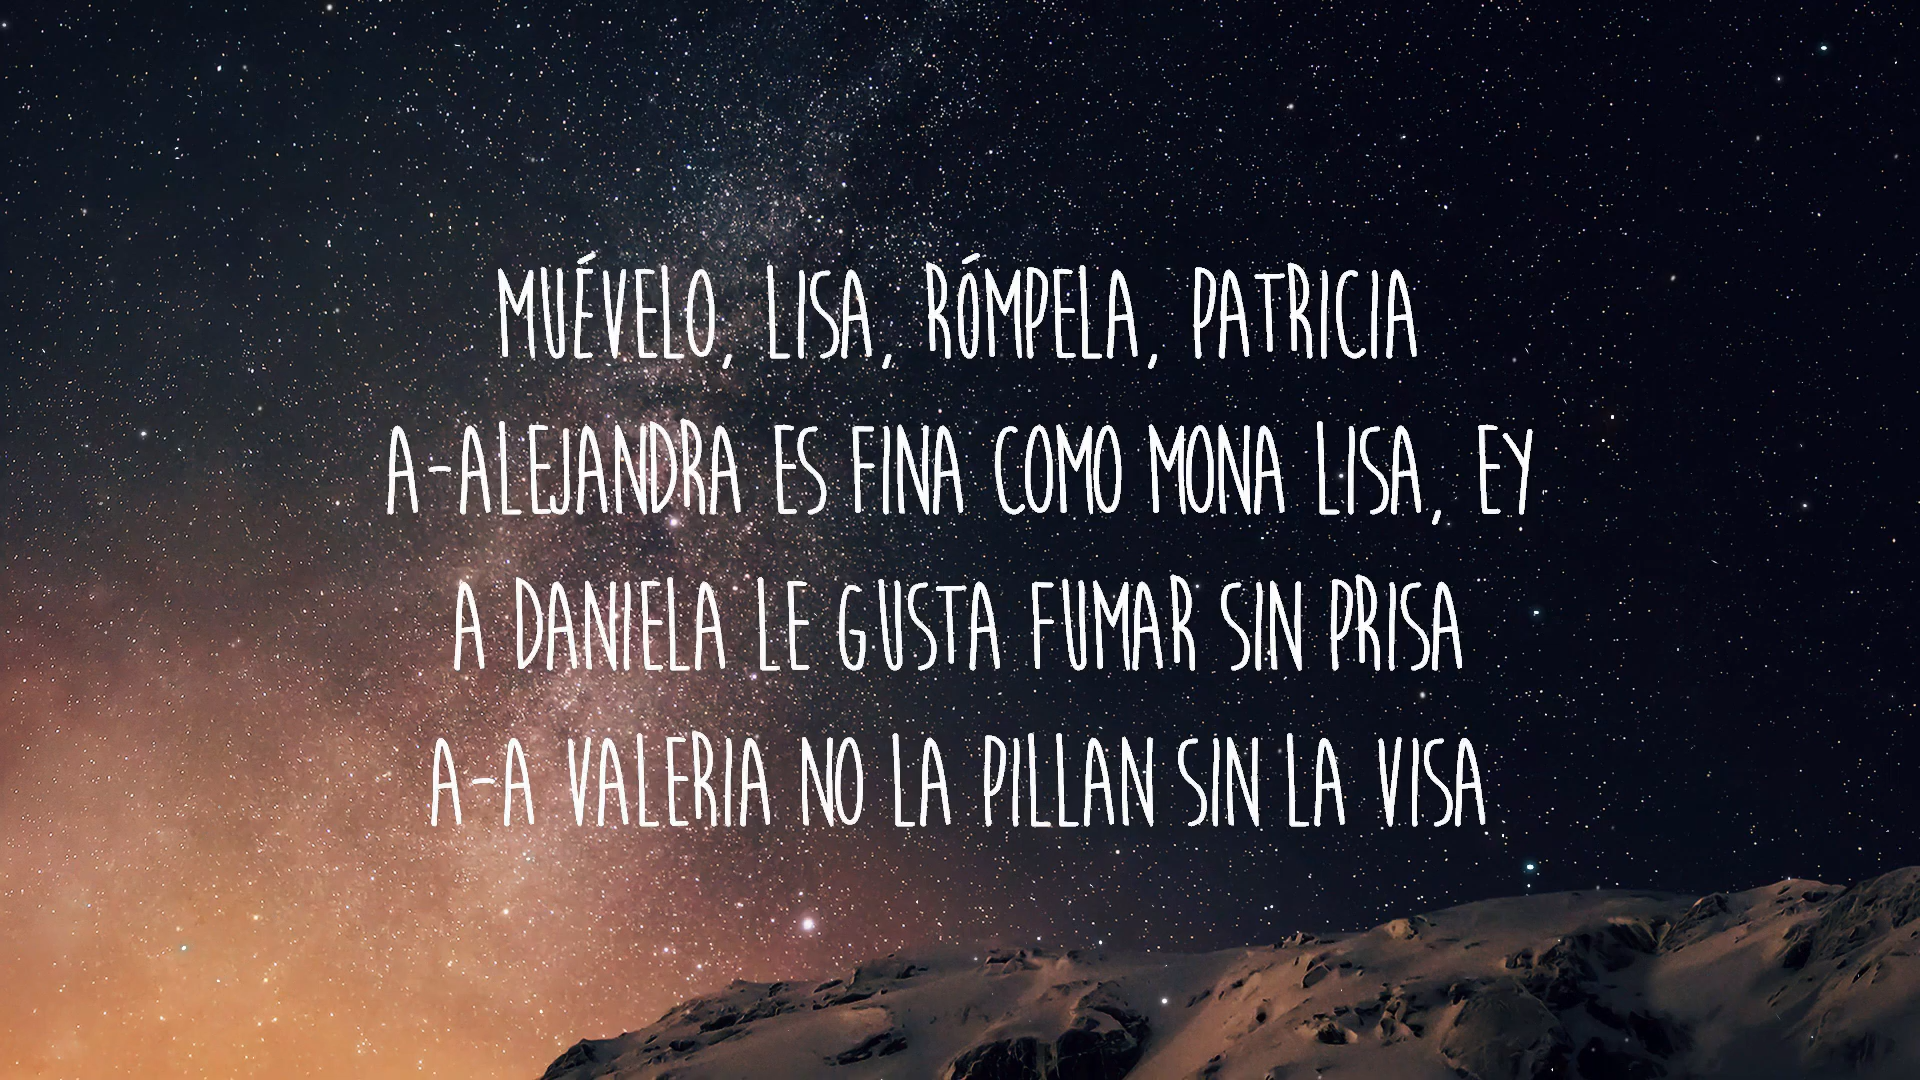 MUÉVELO, LISA, RÓMPELA, PATRICIA
A-ALEJANDRA ES FINA COMO MONA LISA, EY
A DANIELA LE GUSTA FUMAR SIN PRISA
A-A VALERIA NO LA PILLAN SIN LA VISA